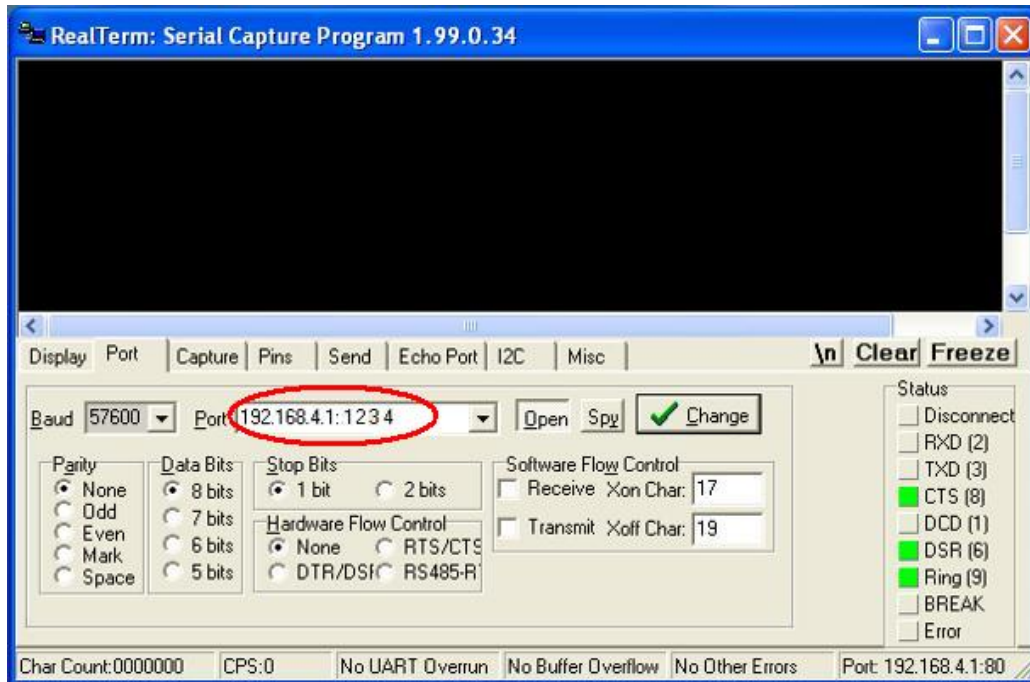 RealTerm: Serial Capture Program 1.99.0.34
Display Port Capture Pins Send Echo Port I2C Misc \n Clear Freeze
Baud 57600 Port 192.168.4.1: 1 2 3 4 Open Spy Change
Parity
None
Odd
Even
Mark
Space
Data Bits
8 bits
7 bits
6 bits
5 bits
Stop Bits
1 bit 2 bits
Hardware Flow Control
None RTS/CTS
DTR/DSR RS485-R
Software Flow Control
Receive Xon Char: 17
Transmit Xoff Char: 19
Status
Disconnect
RXD (2)
TXD (3)
CTS (8)
DCD (1)
DSR (6)
Ring (9)
BREAK
Error
Char Count:0000000 CPS:0 No UART Overrun No Buffer Overflow No Other Errors Port: 192.168.4.1:80